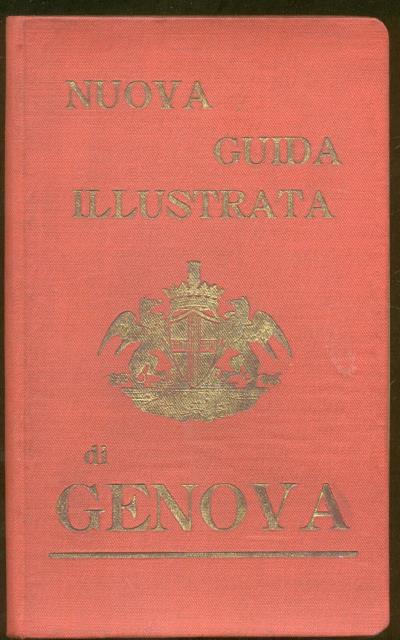 NUOVA
GUIDA
ILLUSTRATA
di
GENOVA